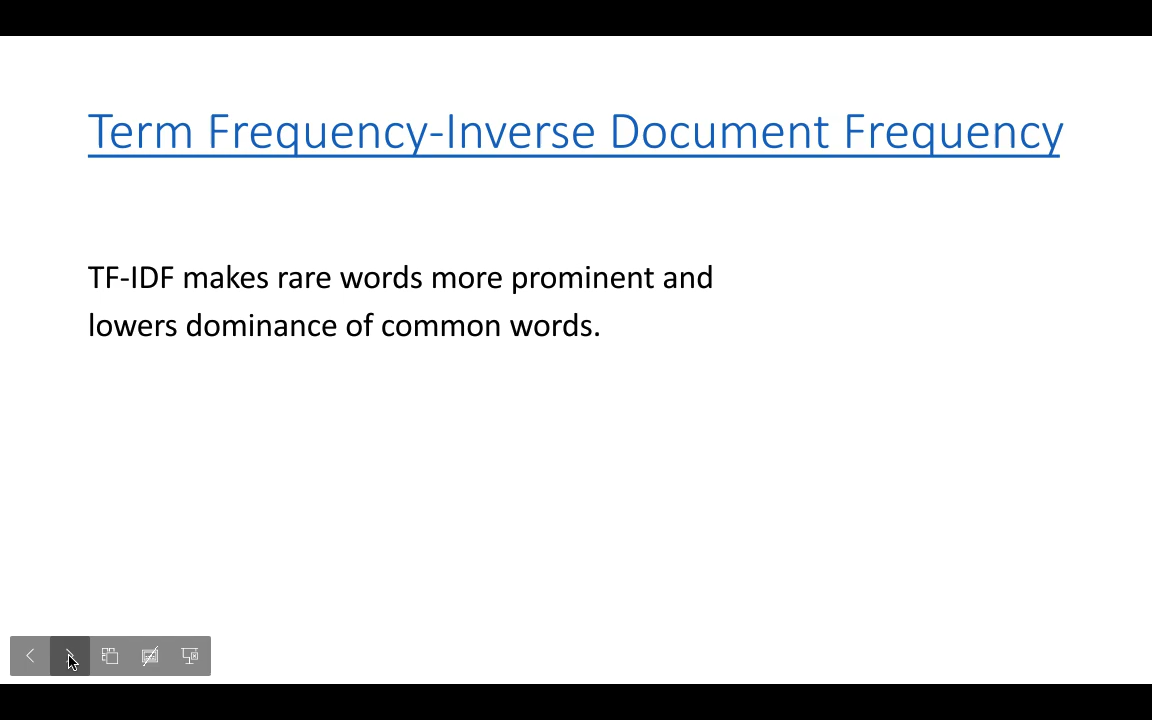 Term Frequency-Inverse Document Frequency
TF-IDF makes rare words more prominent and
lowers dominance of common words.